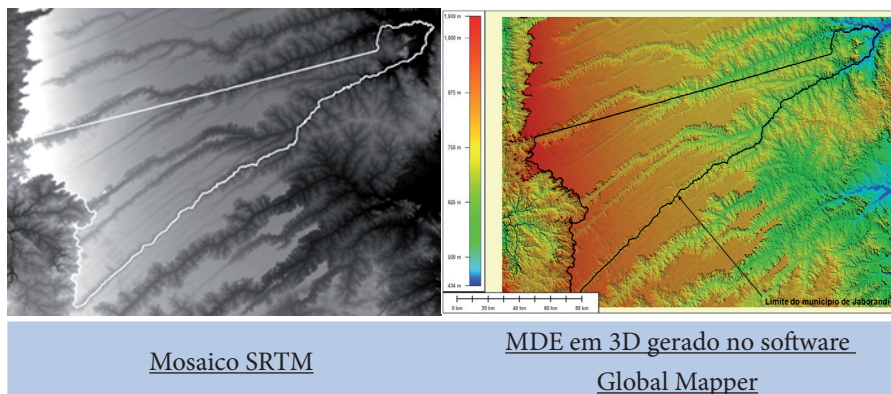 1,049 m
1,000 m
875 m
750 m
625 m
500 m
434 m
0 km 20 km 40 km 60 km 80 km
Limite do município de Jaborandi
Mosaico SRTM
MDE em 3D gerado no software
Global Mapper